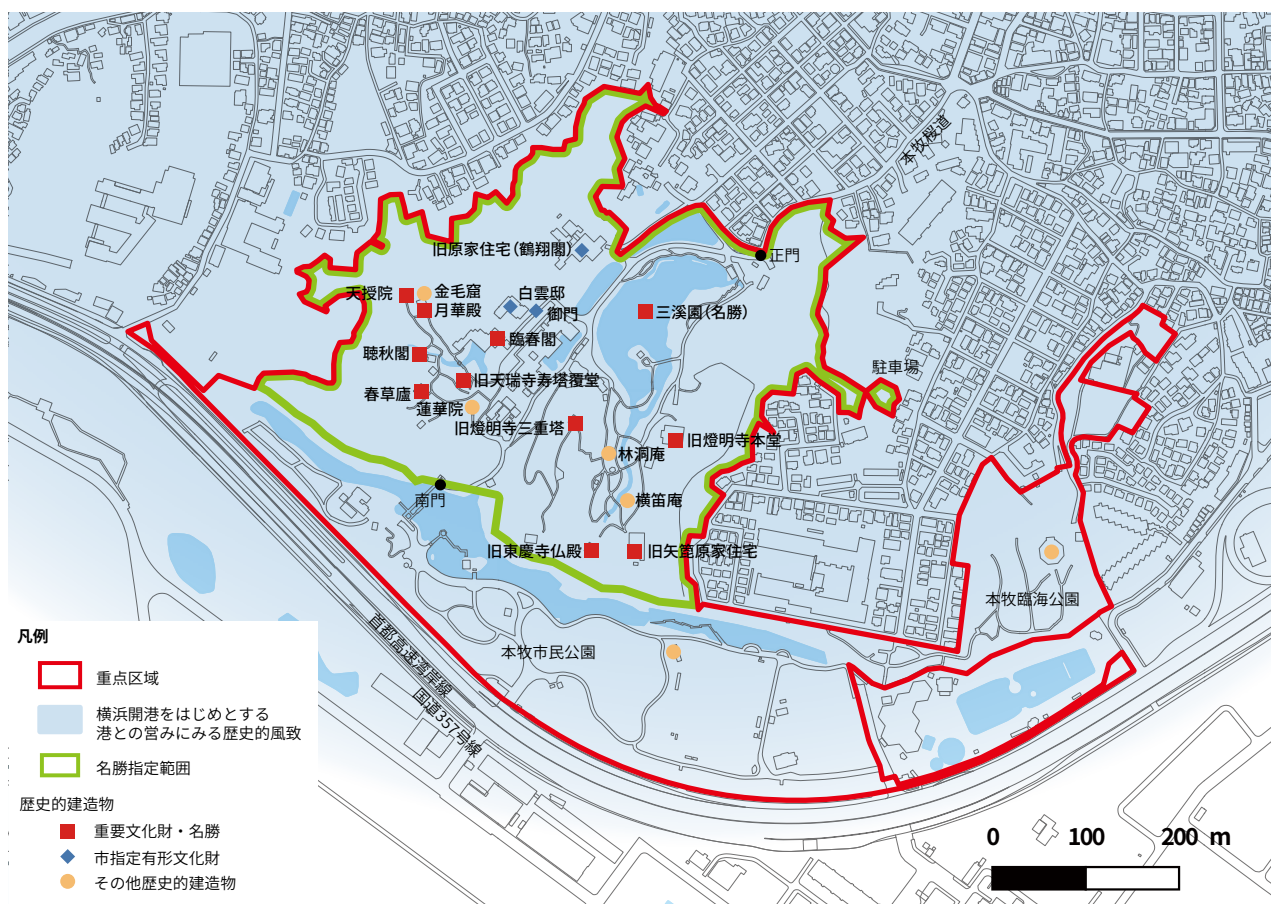 本牧桜道
旧原家住宅(鶴翔閣)
正門
天授院
金毛窟
月華殿
白雲邸
御門
三溪園(名勝)
臨春閣
聴秋閣
駐車場
旧天瑞寺寿塔覆堂
春草廬
蓮華院
旧燈明寺三重塔
旧燈明寺本堂
林洞庵
南門
横笛庵
旧東慶寺仏殿
旧矢箆原家住宅
本牧臨海公園
本牧市民公園
首都高速湾岸線
国道357号線
凡例
重点区域
横浜開港をはじめとする
港との営みにみる歴史的風致
名勝指定範囲
歴史的建造物
重要文化財・名勝
市指定有形文化財
その他歴史的建造物
0 100 200 m